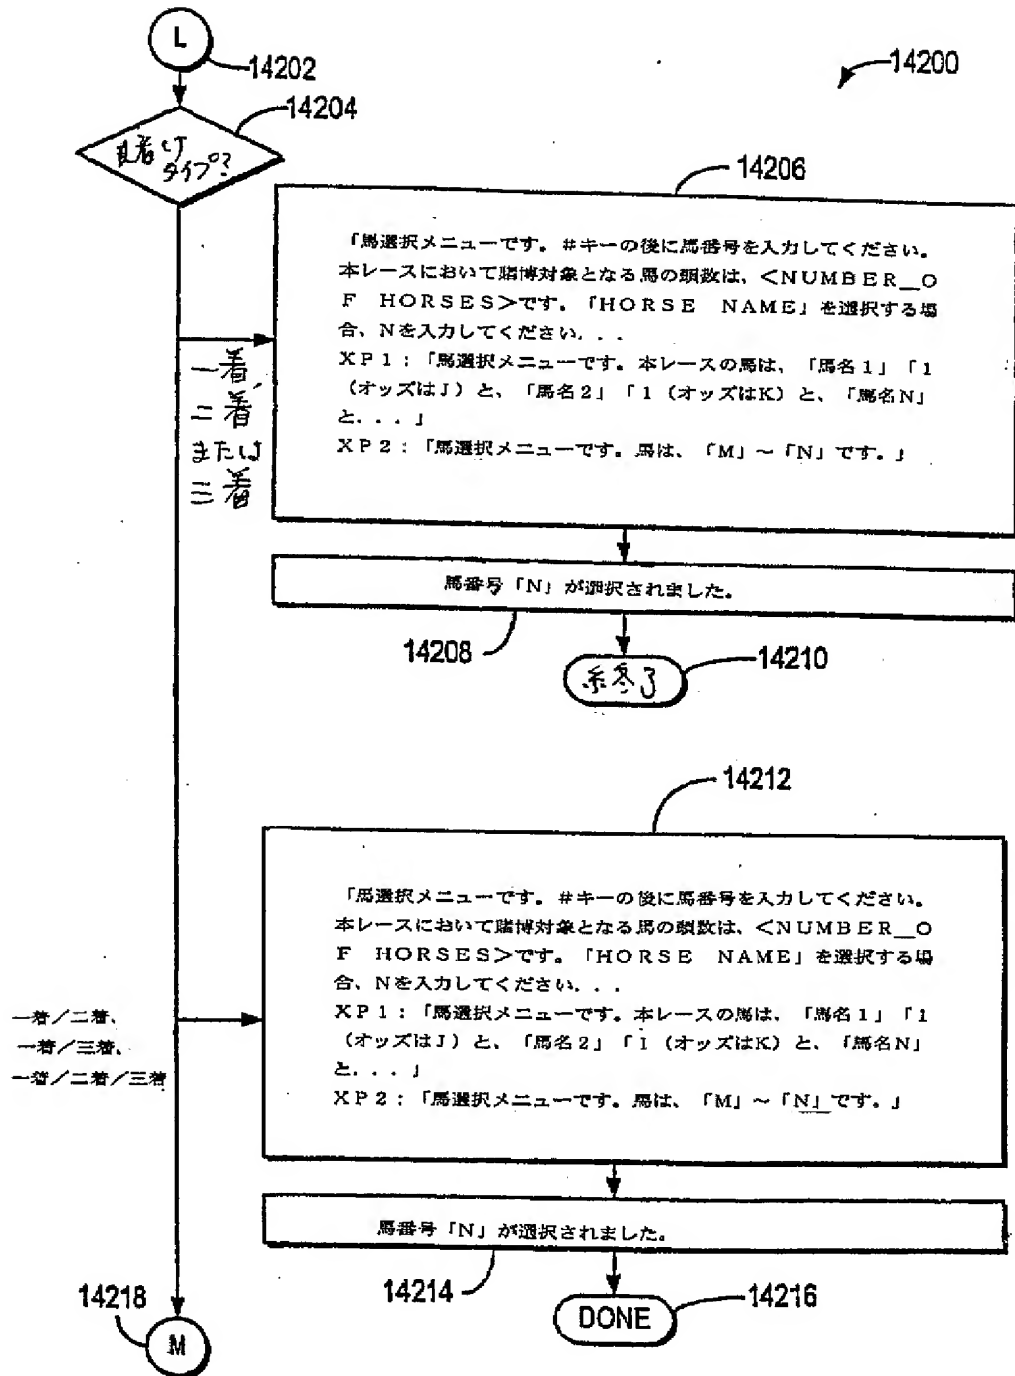 L
14202
14200
14204
賭け
タイプ?
14206
「馬選択メニューです。#キーの後に馬番号を入力してください。
本レースにおいて賭博対象となる馬の頭数は、<NUMBER__O
F HORSES>です。「HORSE NAME」を選択する場
合、Nを入力してください...
XP1:「馬選択メニューです。本レースの馬は、「馬名1」「1
(オッズはJ)と、「馬名2」「1(オッズはK)と、「馬名N」
と...」
XP2:「馬選択メニューです。馬は、「M」~「N」です。」
一着、
二着
または
三着
馬番号「N」が選択されました。
14208
終了
14210
14212
「馬選択メニューです。#キーの後に馬番号を入力してください。
本レースにおいて賭博対象となる馬の頭数は、<NUMBER__O
F HORSES>です。「HORSE NAME」を選択する場
合、Nを入力してください...
XP1:「馬選択メニューです。本レースの馬は、「馬名1」「1
(オッズはJ)と、「馬名2」「1(オッズはK)と、「馬名N」
と...」
XP2:「馬選択メニューです。馬は、「M」~「N」です。」
一着/二着、
一着/三着、
一着/二着/三着
馬番号「N」が選択されました。
14214
DONE
14216
14218
M